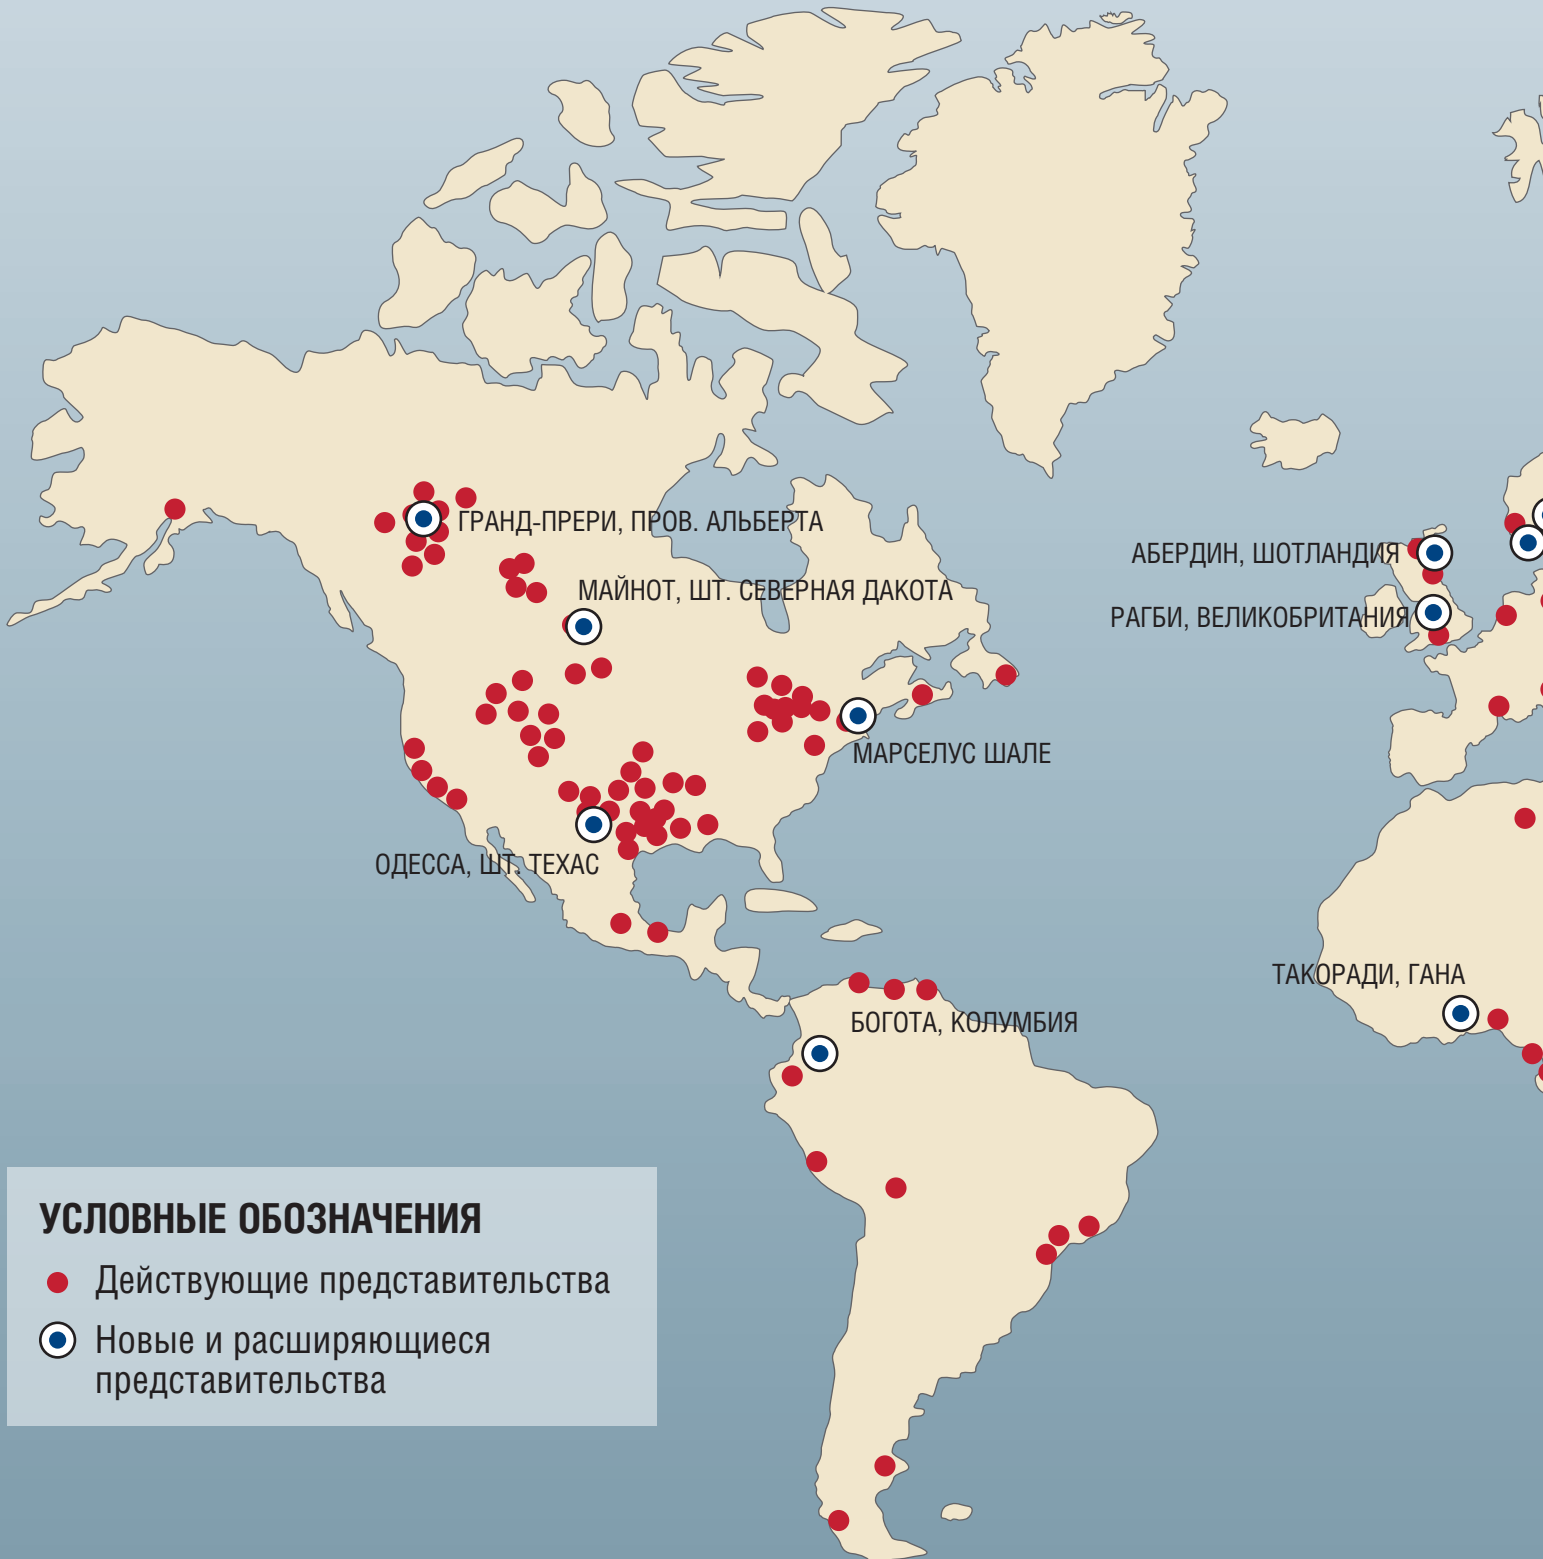 ГРАНД-ПРЕРИ, ПРОВ. АЛЬБЕРТА
АБЕРДИН, ШОТЛАНДИЯ
МАЙНОТ, ШТ. СЕВЕРНАЯ ДАКОТА
РАГБИ, ВЕЛИКОБРИТАНИЯ
МАРСЕЛУС ШАЛЕ
ОДЕССА, ШТ. ТЕХАС
ТАКОРАДИ, ГАНА
БОГОТА, КОЛУМБИЯ
УСЛОВНЫЕ ОБОЗНАЧЕНИЯ
Действующие представительства
Новые и расширяющиеся
представительства